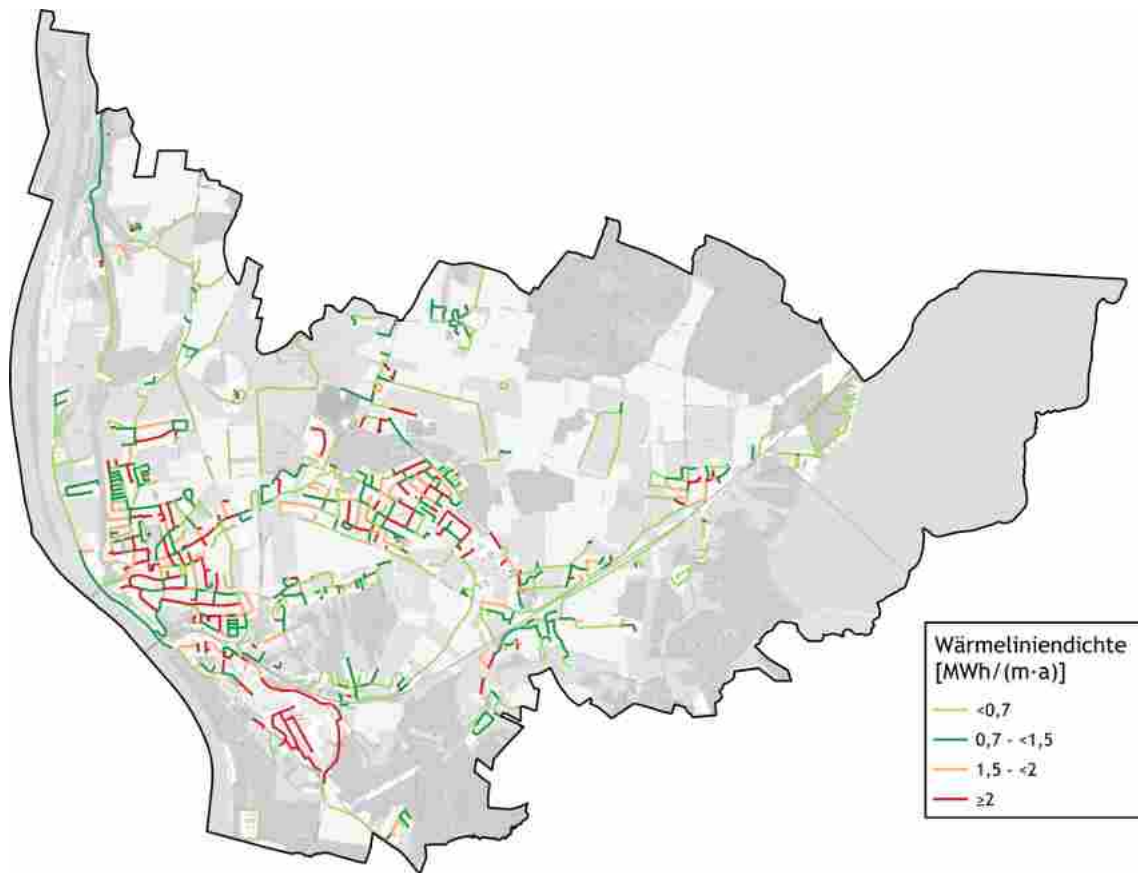 Wärmeliniendichte
[MWh/(m·a)]
<0,7
0,7 - <1,5
1,5 - <2
≥2